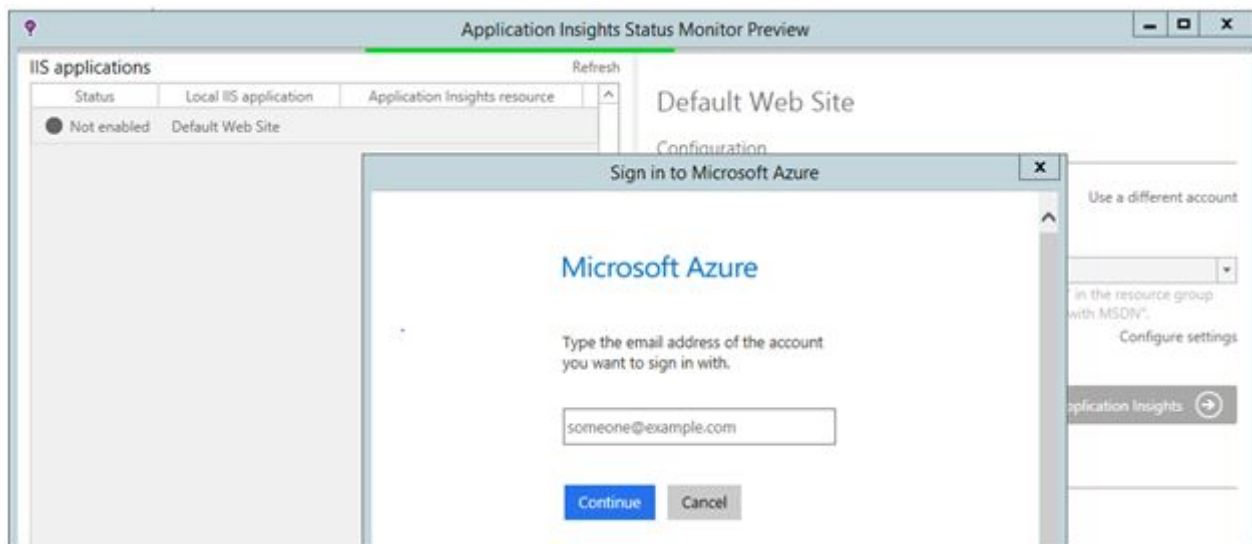 Application Insights Status Monitor Preview
IIS applications
Refresh
Status Local IIS application Application Insights resource
Not enabled Default Web Site
Default Web Site
Configuration
Use a different account
in the resource group
with MSDN".
Configure settings
Application Insights
Sign in to Microsoft Azure
Microsoft Azure
Type the email address of the account
you want to sign in with.
someone@example.com
Continue Cancel